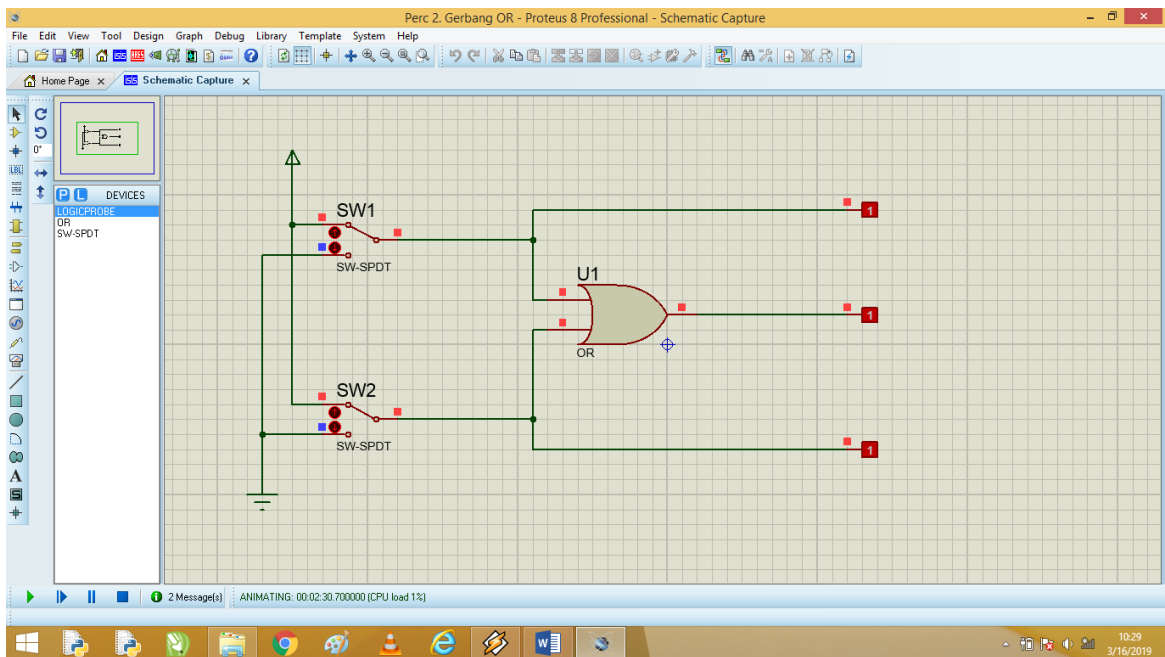 Perc 2. Gerbang OR - Proteus 8 Professional - Schematic Capture
File Edit View Tool Design Graph Debug Library Template System Help
Home Page x
ISIS Schematic Capture x
0°
LBL
P L DEVICES
LOGICPROBE
OR
SW-SPDT
A
S
SW1
SW-SPDT
1
U1
OR
1
SW2
SW-SPDT
1
2 Message(s)
ANIMATING: 00:02:30.700000 (CPU load 1%)
10:29
3/16/2019